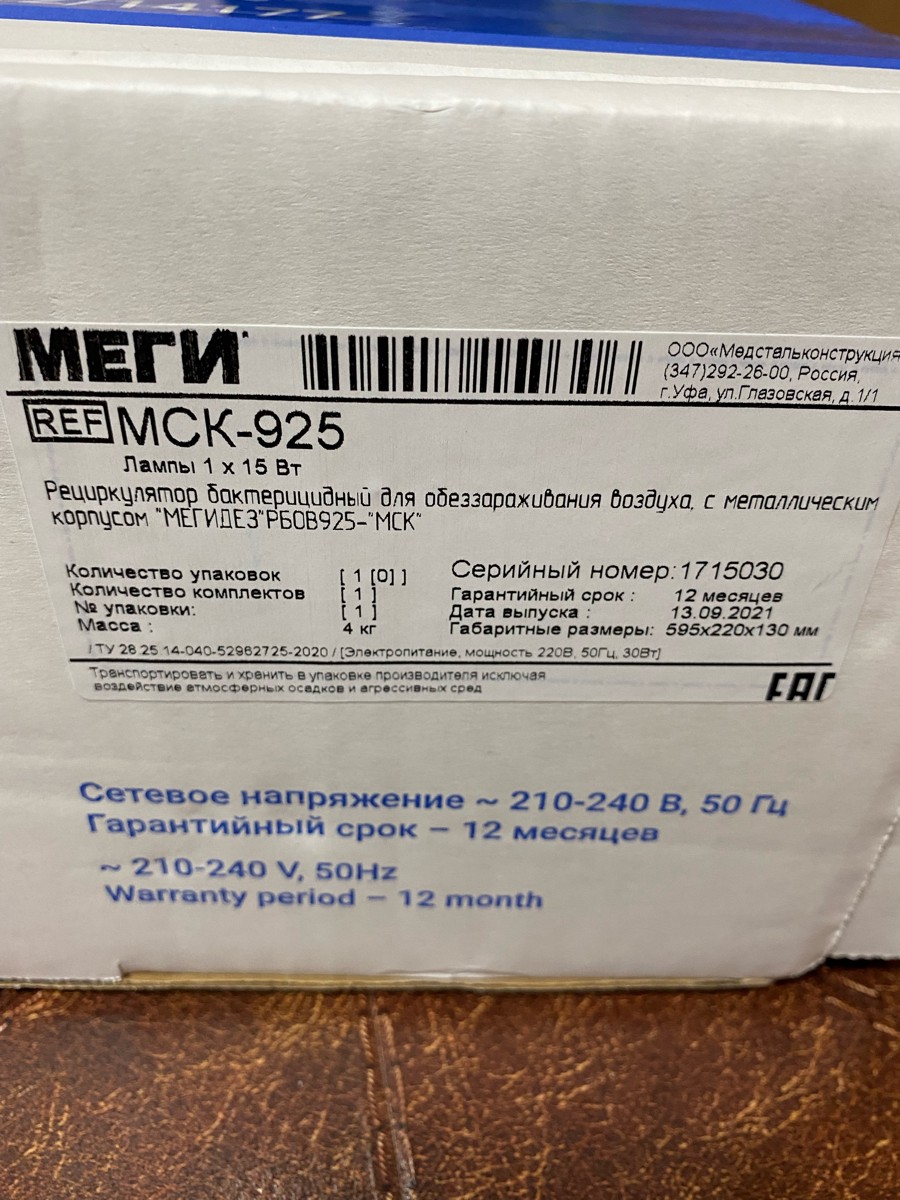 МЕГИ
ООО«Медстальконструкция
(347)292-26-00, Россия,
г.Уфа, ул.Глазовская, д. 1/1
REF МСК-925
Лампы 1 x 15 Вт
Рециркулятор бактерицидный для обеззараживания воздуха, с металлическим
корпусом "МЕГИДЕЗ"РБОВ925-"МСК"
Количество упаковок [ 1 [0] ]
Количество комплектов [ 1 ]
№ упаковки: [ 1 ]
Масса : 4 кг
Серийный номер: 1715030
Гарантийный срок : 12 месяцев
Дата выпуска : 13.09.2021
Габаритные размеры: 595x220x130 мм
/ ТУ 28.25.14-040-52962725-2020 / [Электропитание, мощность 220В, 50Гц, 30Вт]
Транспортировать и хранить в упаковке производителя исключая
воздействие атмосферных осадков и агрессивных сред
EAC
Сетевое напряжение ~ 210-240 В, 50 Гц
Гарантийный срок – 12 месяцев
~ 210-240 V, 50Hz
Warranty period – 12 month